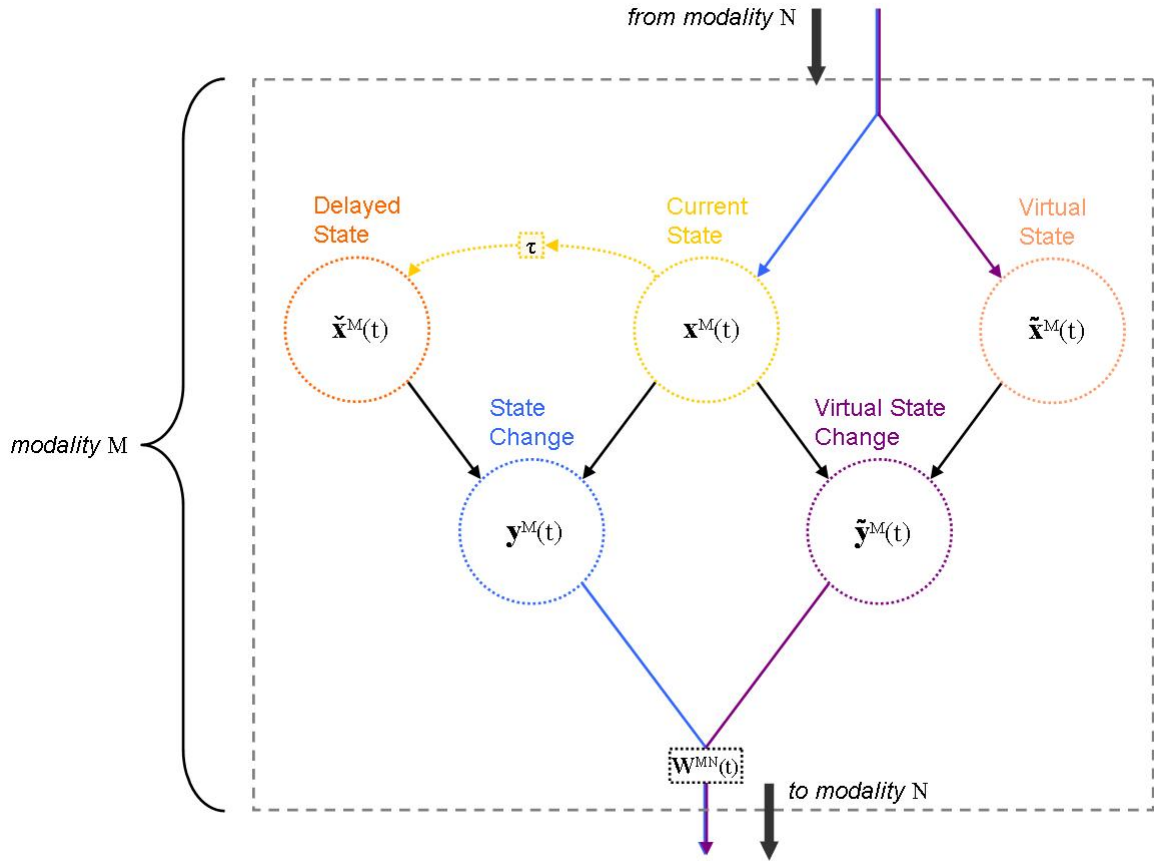 from modality N
Delayed
State
Current
State
Virtual
State
τ
x̌ᴹ(t)
xᴹ(t)
x̃ᴹ(t)
State
Change
Virtual State
Change
modality M
yᴹ(t)
ỹᴹ(t)
Wᴹᴺ(t)
to modality N